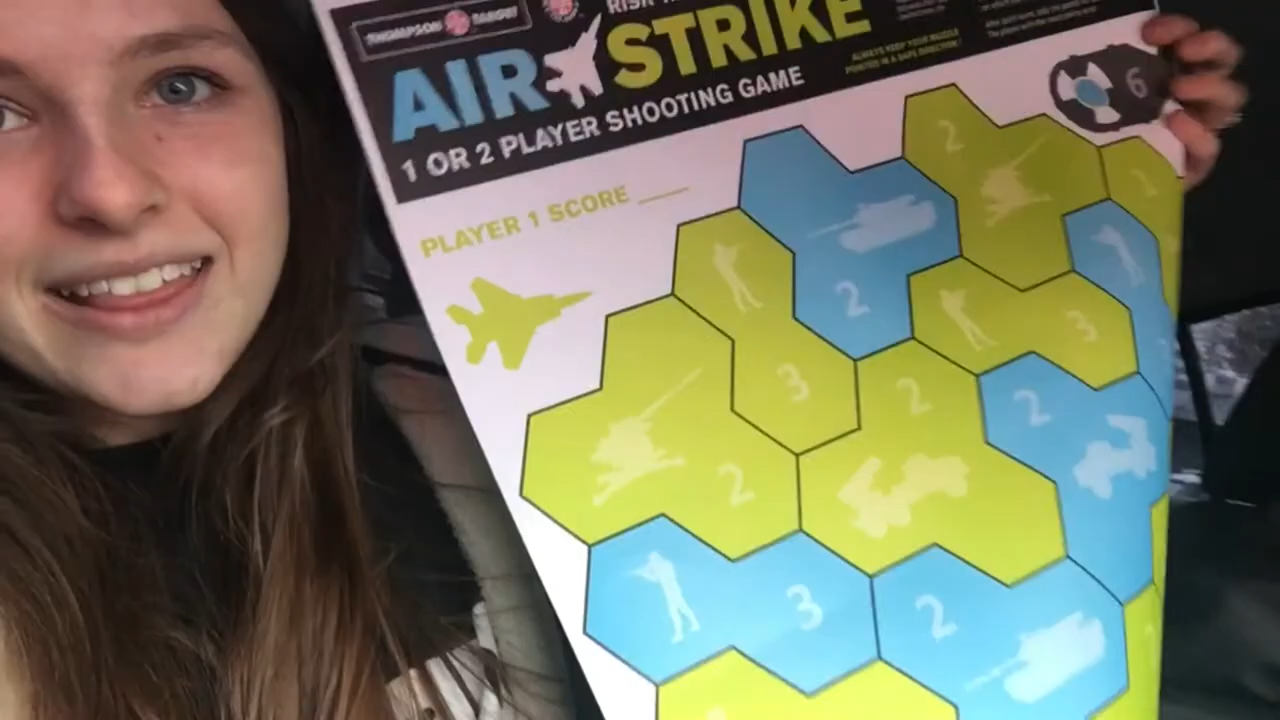 THOMPSON TARGET
AIR STRIKE
1 OR 2 PLAYER SHOOTING GAME
ALWAYS KEEP YOUR MUZZLE
POINTED IN A SAFE DIRECTION!
PLAYER 1 SCORE
6
2
1
2
3
3
2
2
2
3
2